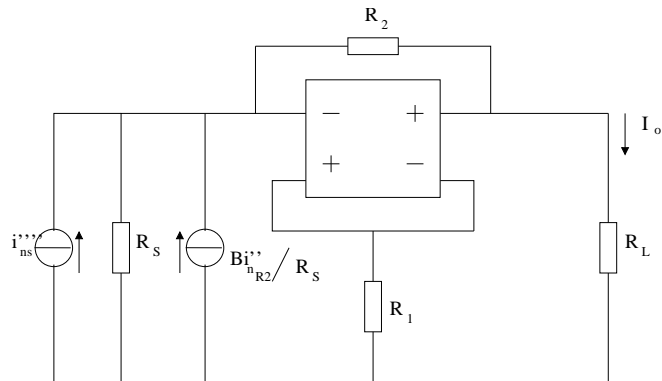 R2
− +
+ −
Io
i''''ns
RS
Bi''nR2/RS
R1
RL